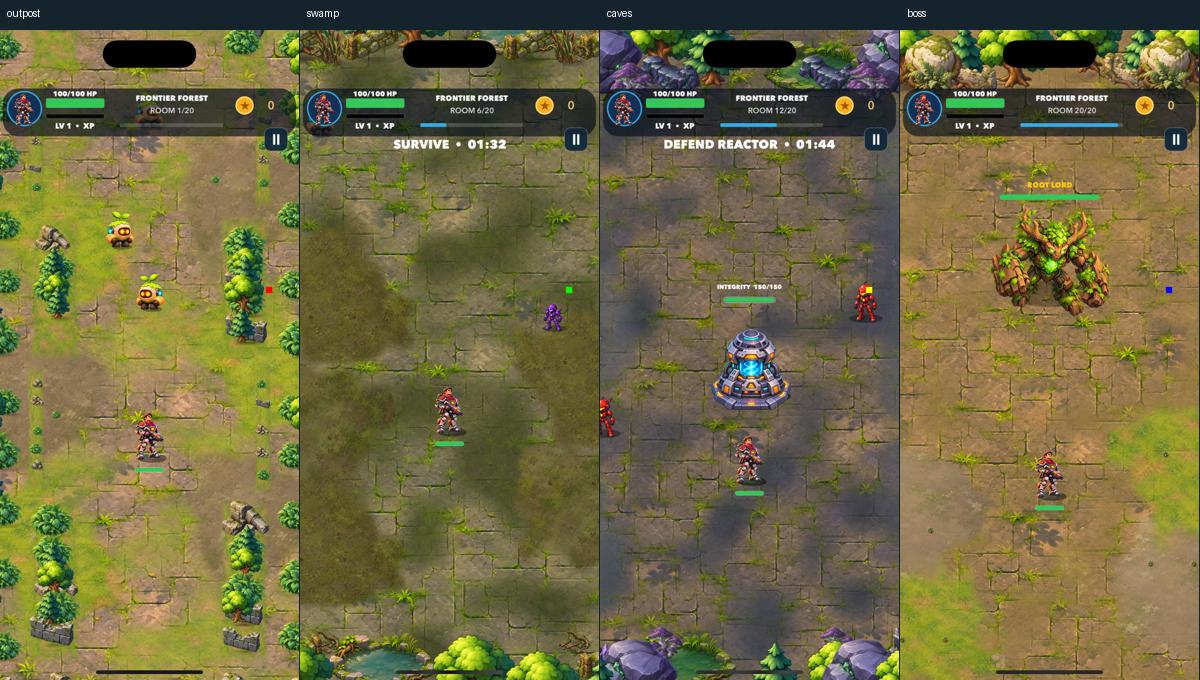 outpost
100/100 HP
FRONTIER FOREST
ROOM 1/20
0
LV 1 • XP
swamp
100/100 HP
FRONTIER FOREST
ROOM 6/20
0
LV 1 • XP
SURVIVE • 01:32
caves
100/100 HP
FRONTIER FOREST
ROOM 12/20
0
LV 1 • XP
DEFEND REACTOR • 01:44
INTEGRITY 150/150
boss
100/100 HP
FRONTIER FOREST
ROOM 20/20
0
LV 1 • XP
ROOT LORD